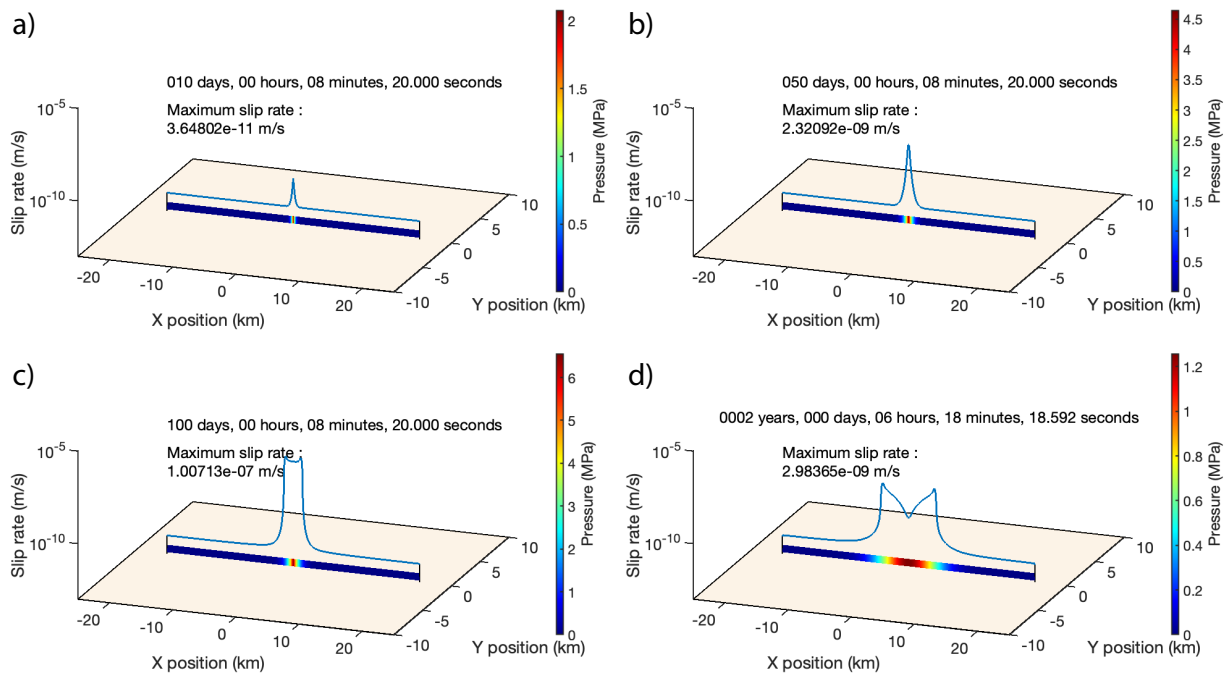 a)
010 days, 00 hours, 08 minutes, 20.000 seconds
Maximum slip rate :
3.64802e-11 m/s
Slip rate (m/s)
10^-5
10^-10
-20
-10
0
10
20
X position (km)
-10
-5
0
5
10
Y position (km)
Pressure (MPa)
2
1.5
1
0.5
0
b)
050 days, 00 hours, 08 minutes, 20.000 seconds
Maximum slip rate :
2.32092e-09 m/s
Slip rate (m/s)
10^-5
10^-10
-20
-10
0
10
20
X position (km)
-10
-5
0
5
10
Y position (km)
Pressure (MPa)
4.5
4
3.5
3
2.5
2
1.5
1
0.5
0
c)
100 days, 00 hours, 08 minutes, 20.000 seconds
Maximum slip rate :
1.00713e-07 m/s
Slip rate (m/s)
10^-5
10^-10
-20
-10
0
10
20
X position (km)
-10
-5
0
5
10
Y position (km)
Pressure (MPa)
6
5
4
3
2
1
0
d)
0002 years, 000 days, 06 hours, 18 minutes, 18.592 seconds
Maximum slip rate :
2.98365e-09 m/s
Slip rate (m/s)
10^-5
10^-10
-20
-10
0
10
20
X position (km)
-10
-5
0
5
10
Y position (km)
Pressure (MPa)
1.2
1
0.8
0.6
0.4
0.2
0